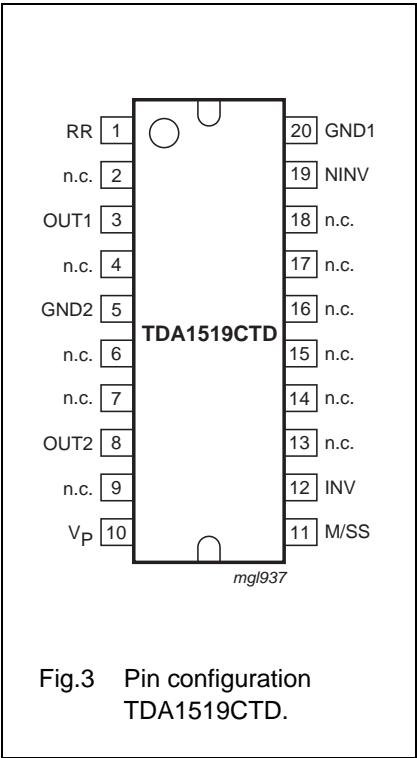 RR 1 20 GND1
n.c. 2 19 NINV
OUT1 3 18 n.c.
n.c. 4 17 n.c.
GND2 5 16 n.c.
TDA1519CTD
n.c. 6 15 n.c.
n.c. 7 14 n.c.
OUT2 8 13 n.c.
n.c. 9 12 INV
VP 10 11 M/SS
mgl937
Fig.3 Pin configuration
TDA1519CTD.